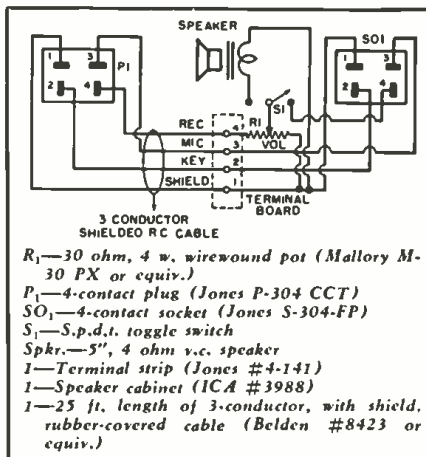 SPEAKER
SO1
1
3
P1
2
4
1
3
2
4
S1
REC
4
R1
MIC
3
VOL
KEY
2
SHIELD
1
TERMINAL
BOARD
3 CONDUCTOR
SHIELDED RC CABLE
R₁—30 ohm, 4 w. wirewound pot (Mallory M-
30 PX or equiv.)
P₁—4-contact plug (Jones P-304 CCT)
SO₁—4-contact socket (Jones S-304-FP)
S₁—S.p.d.t. toggle switch
Spkr.—5", 4 ohm v.c. speaker
1—Terminal strip (Jones #4-141)
1—Speaker cabinet (ICA #3988)
1—25 ft. length of 3-conductor, with shield,
rubber-covered cable (Belden #8423 or
equiv.)